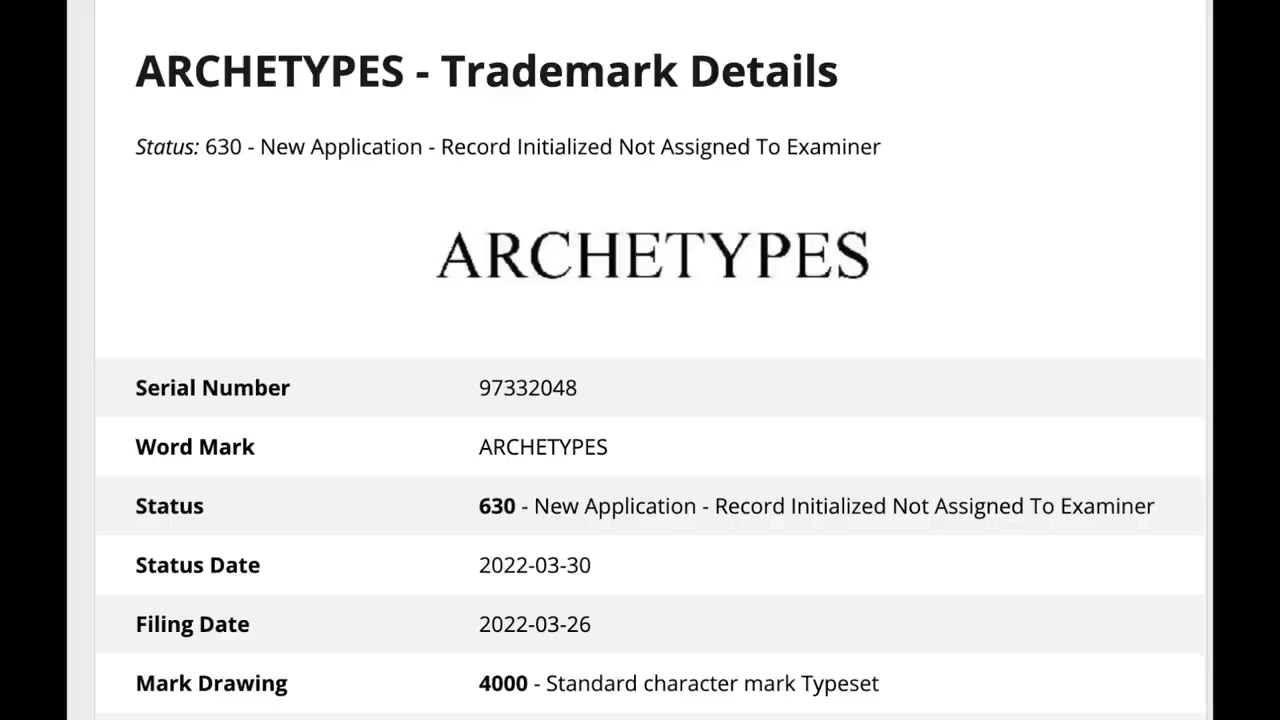 ARCHETYPES - Trademark Details
Status: 630 - New Application - Record Initialized Not Assigned To Examiner
ARCHETYPES
Serial Number 97332048
Word Mark ARCHETYPES
Status 630 - New Application - Record Initialized Not Assigned To Examiner
Status Date 2022-03-30
Filing Date 2022-03-26
Mark Drawing 4000 - Standard character mark Typeset